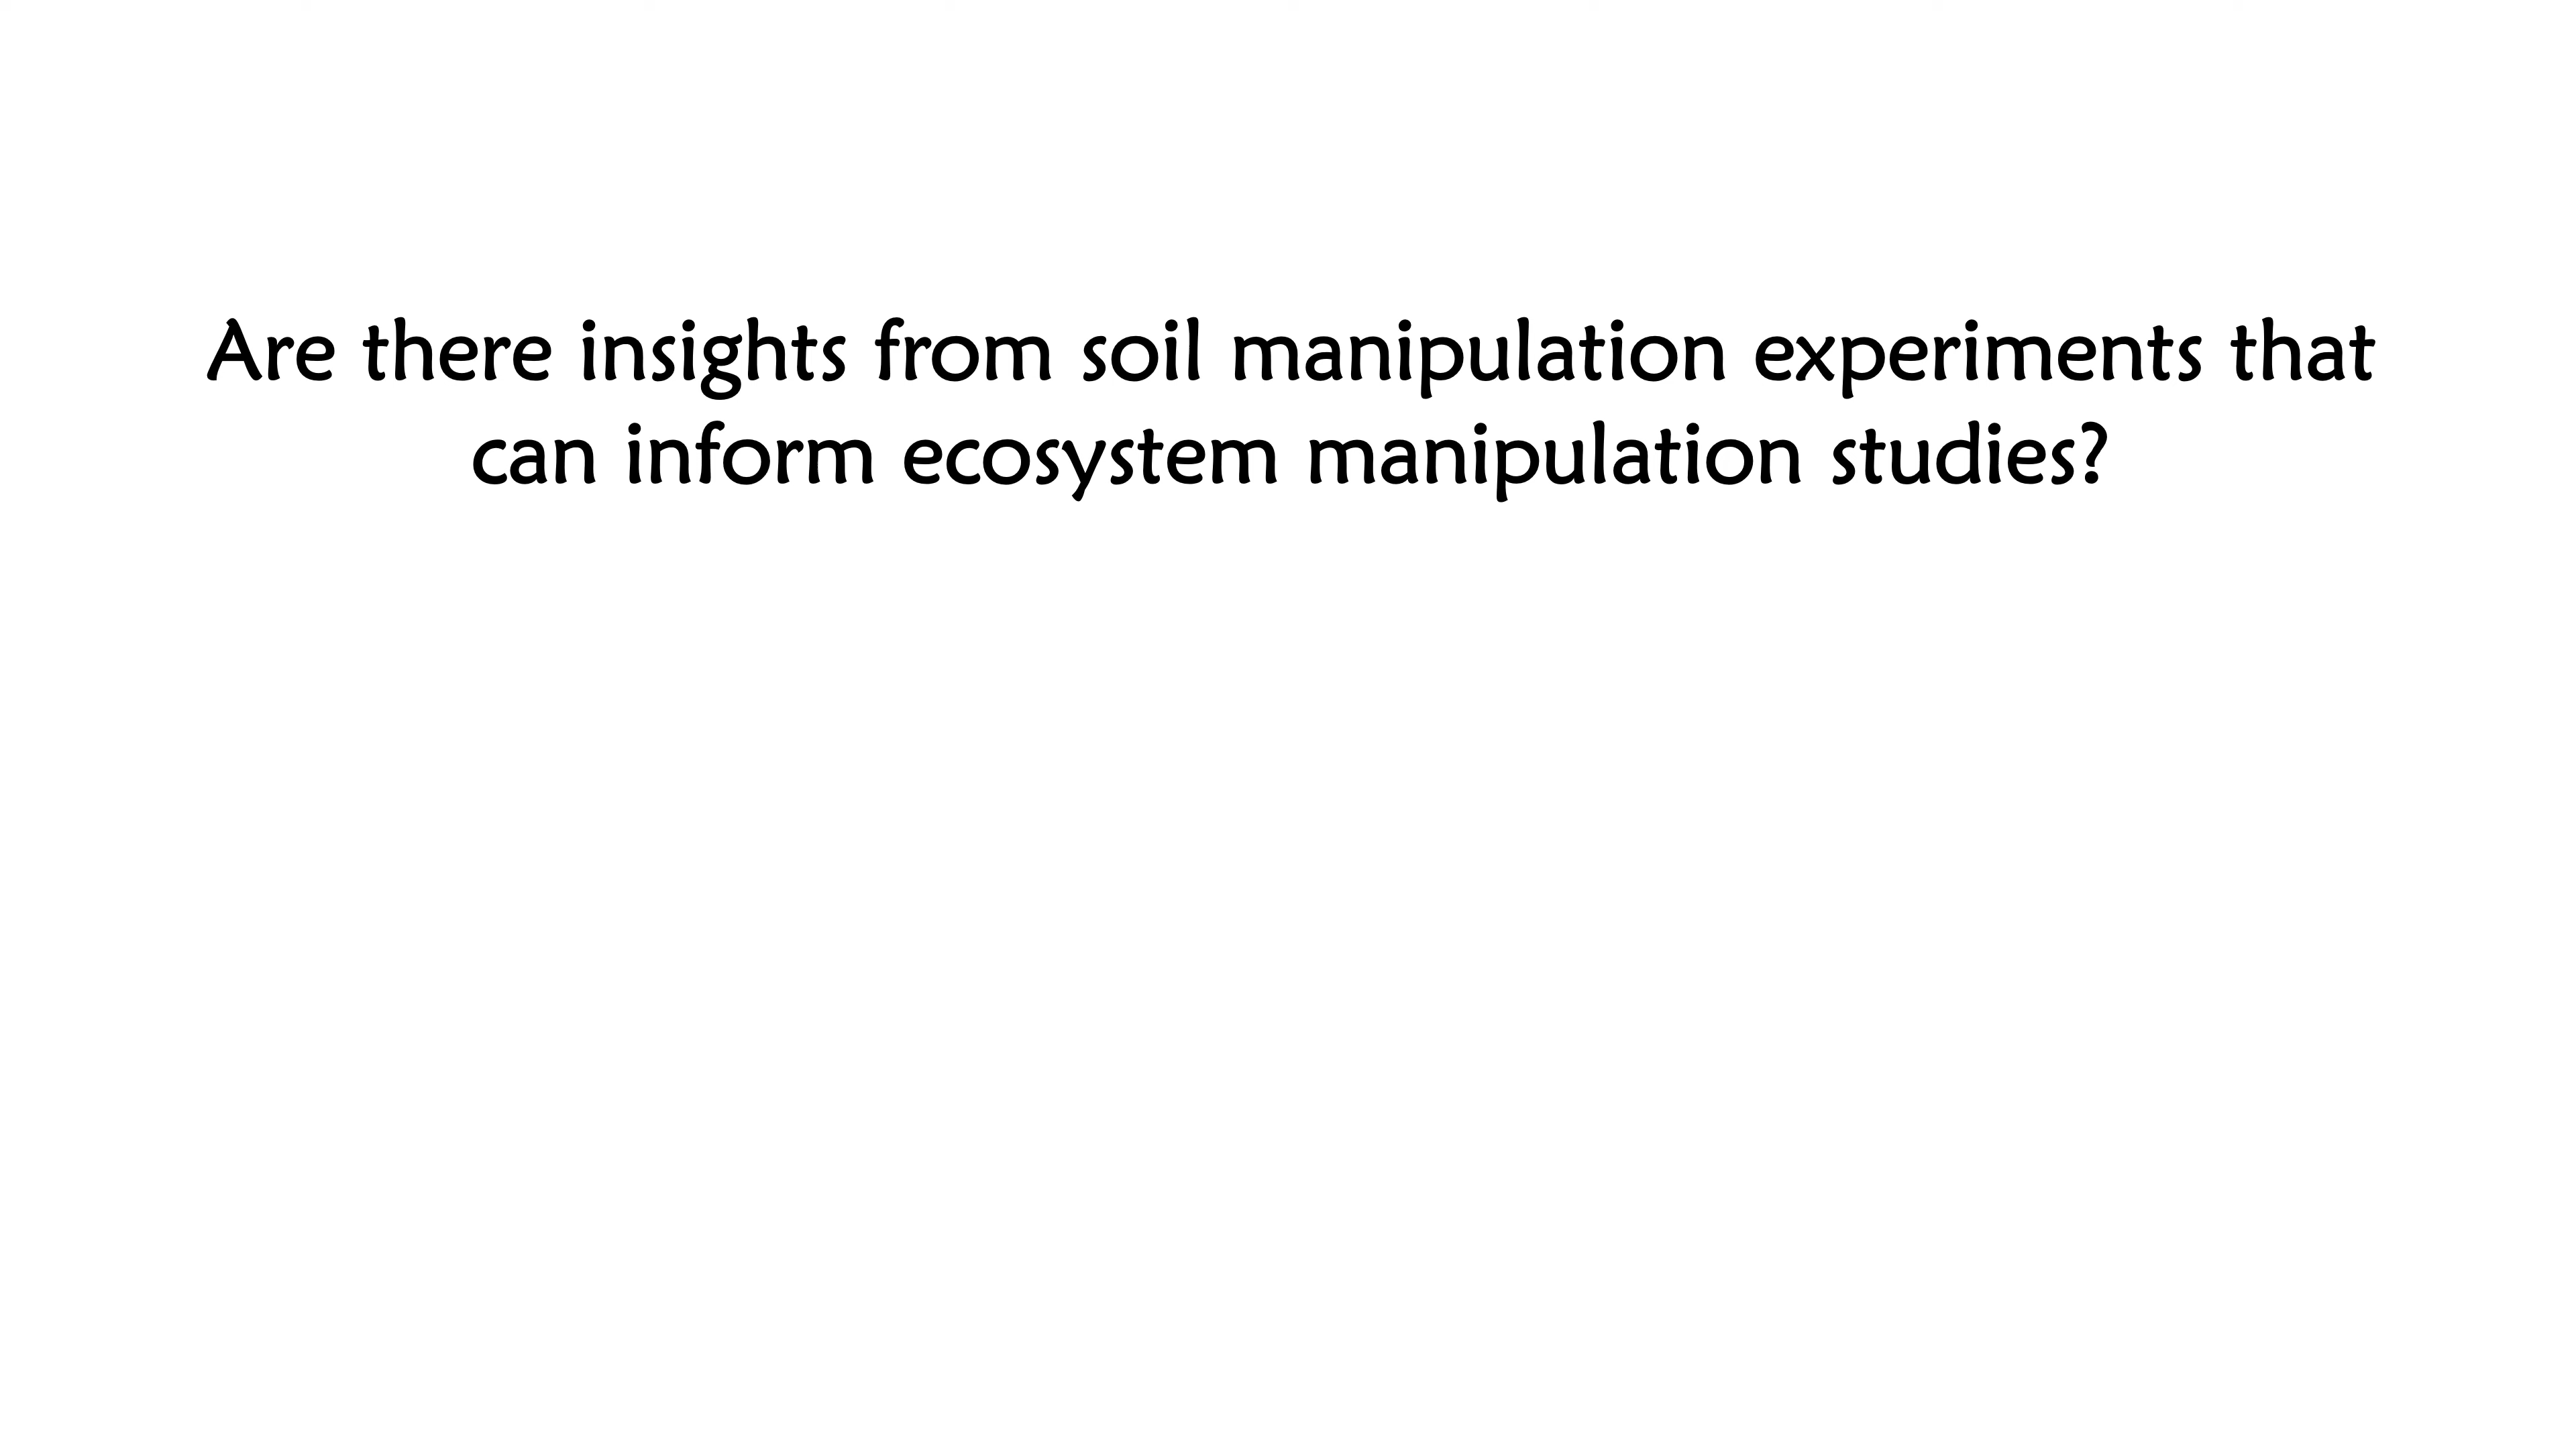 Are there insights from soil manipulation experiments that
can inform ecosystem manipulation studies?